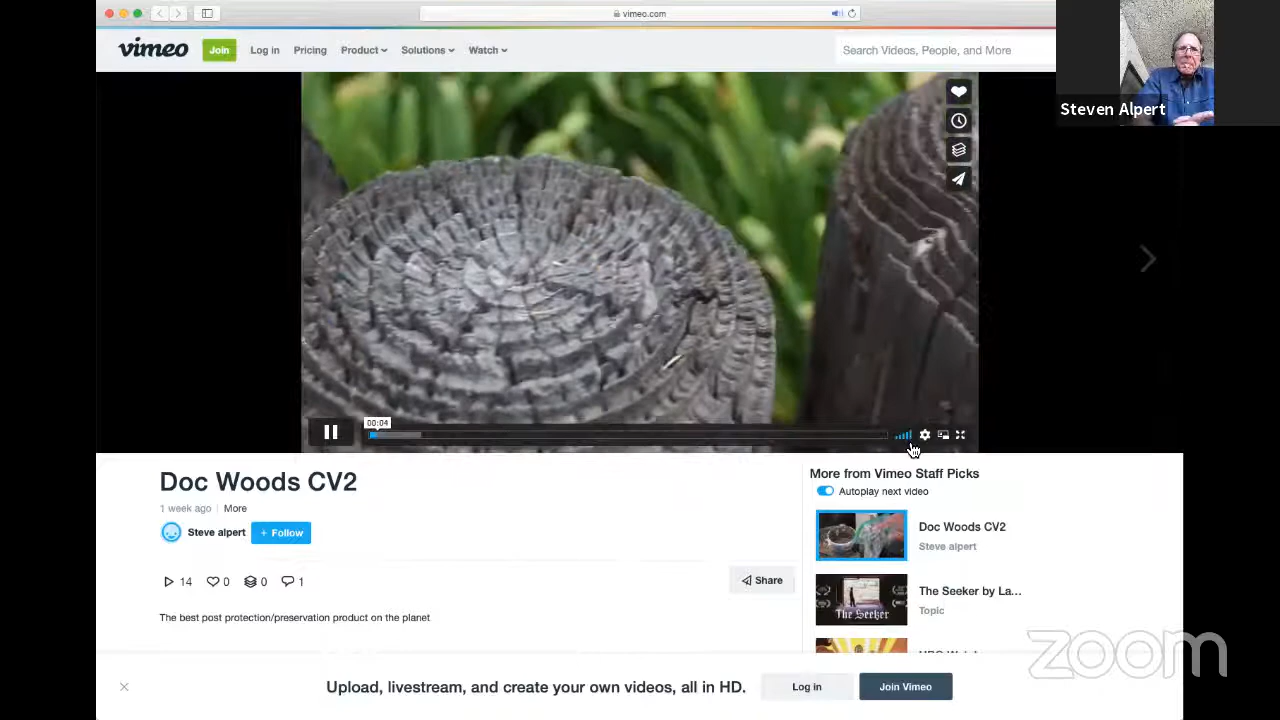 vimeo.com
vimeo
Join
Log in
Pricing
Product
Solutions
Watch
Search Videos, People, and More
Steven Alpert
00:04
Doc Woods CV2
1 week ago
More
Steve alpert
+ Follow
14
0
0
1
Share
The best post protection/preservation product on the planet
More from Vimeo Staff Picks
Autoplay next video
Doc Woods CV2
Steve alpert
The Seeker
The Seeker by La...
Topic
zoom
Upload, livestream, and create your own videos, all in HD.
Log in
Join Vimeo